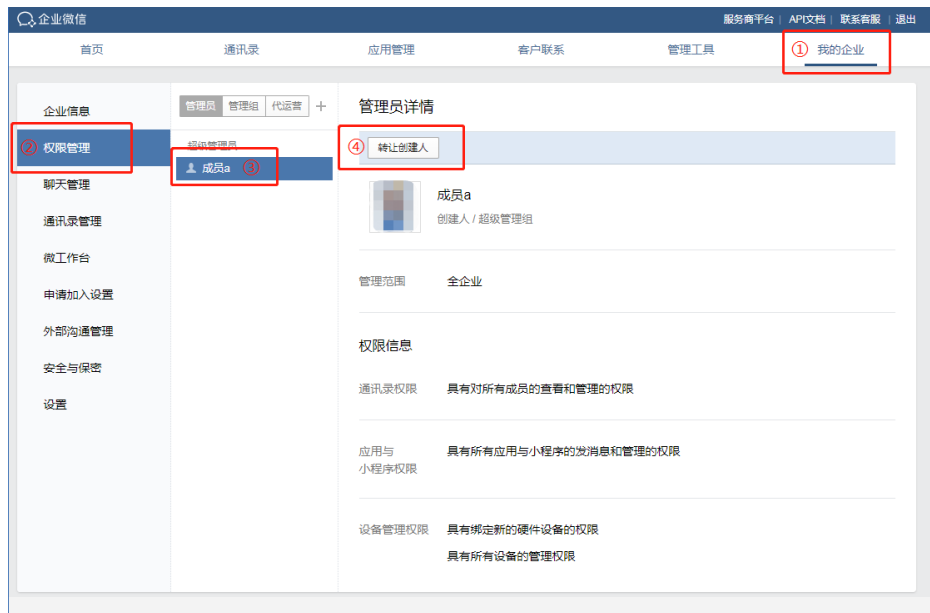 企业微信
服务商平台 | API文档 | 联系客服 | 退出
首页 通讯录 应用管理 客户联系 管理工具 ① 我的企业
企业信息
② 权限管理
聊天管理
通讯录管理
微工作台
申请加入设置
外部沟通管理
安全与保密
设置
管理员 管理组 代运营 +
超级管理员
成员a ③
管理员详情
④ 转让创建人
成员a
创建人 / 超级管理组
管理范围 全企业
权限信息
通讯录权限 具有对所有成员的查看和管理的权限
应用与 具有所有应用与小程序的发消息和管理的权限
小程序权限
设备管理权限 具有绑定新的硬件设备的权限
具有所有设备的管理权限